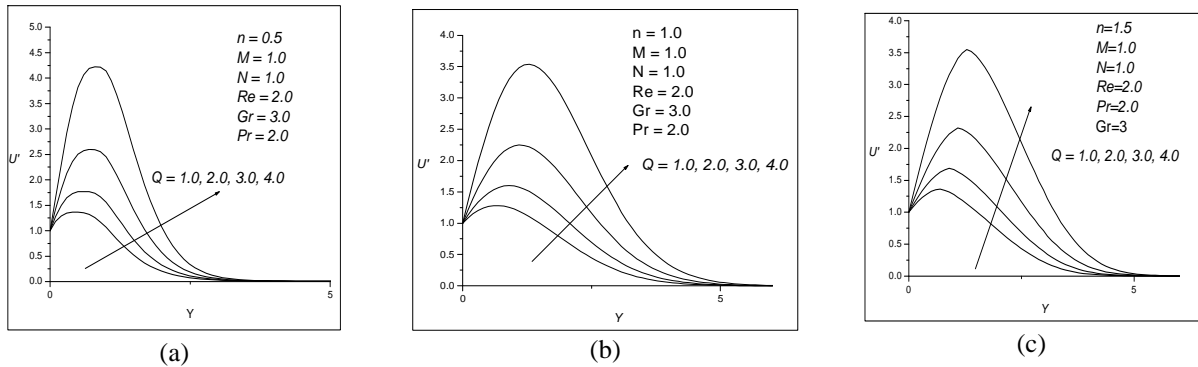 5.0
4.5
4.0
3.5
3.0
2.5
2.0
1.5
1.0
0.5
0.0
U'
0
5
Y
n = 0.5
M = 1.0
N = 1.0
Re = 2.0
Gr = 3.0
Pr = 2.0
Q = 1.0, 2.0, 3.0, 4.0
(a)
4.0
3.5
3.0
2.5
2.0
1.5
1.0
0.5
0.0
U'
0
5
Y
n = 1.0
M = 1.0
N = 1.0
Re = 2.0
Gr = 3.0
Pr = 2.0
Q = 1.0, 2.0, 3.0, 4.0
(b)
4.0
3.5
3.0
2.5
2.0
1.5
1.0
0.5
0.0
U'
0
5
Y
n=1.5
M=1.0
N=1.0
Re=2.0
Pr=2.0
Gr=3
Q = 1.0, 2.0, 3.0, 4.0
(c)